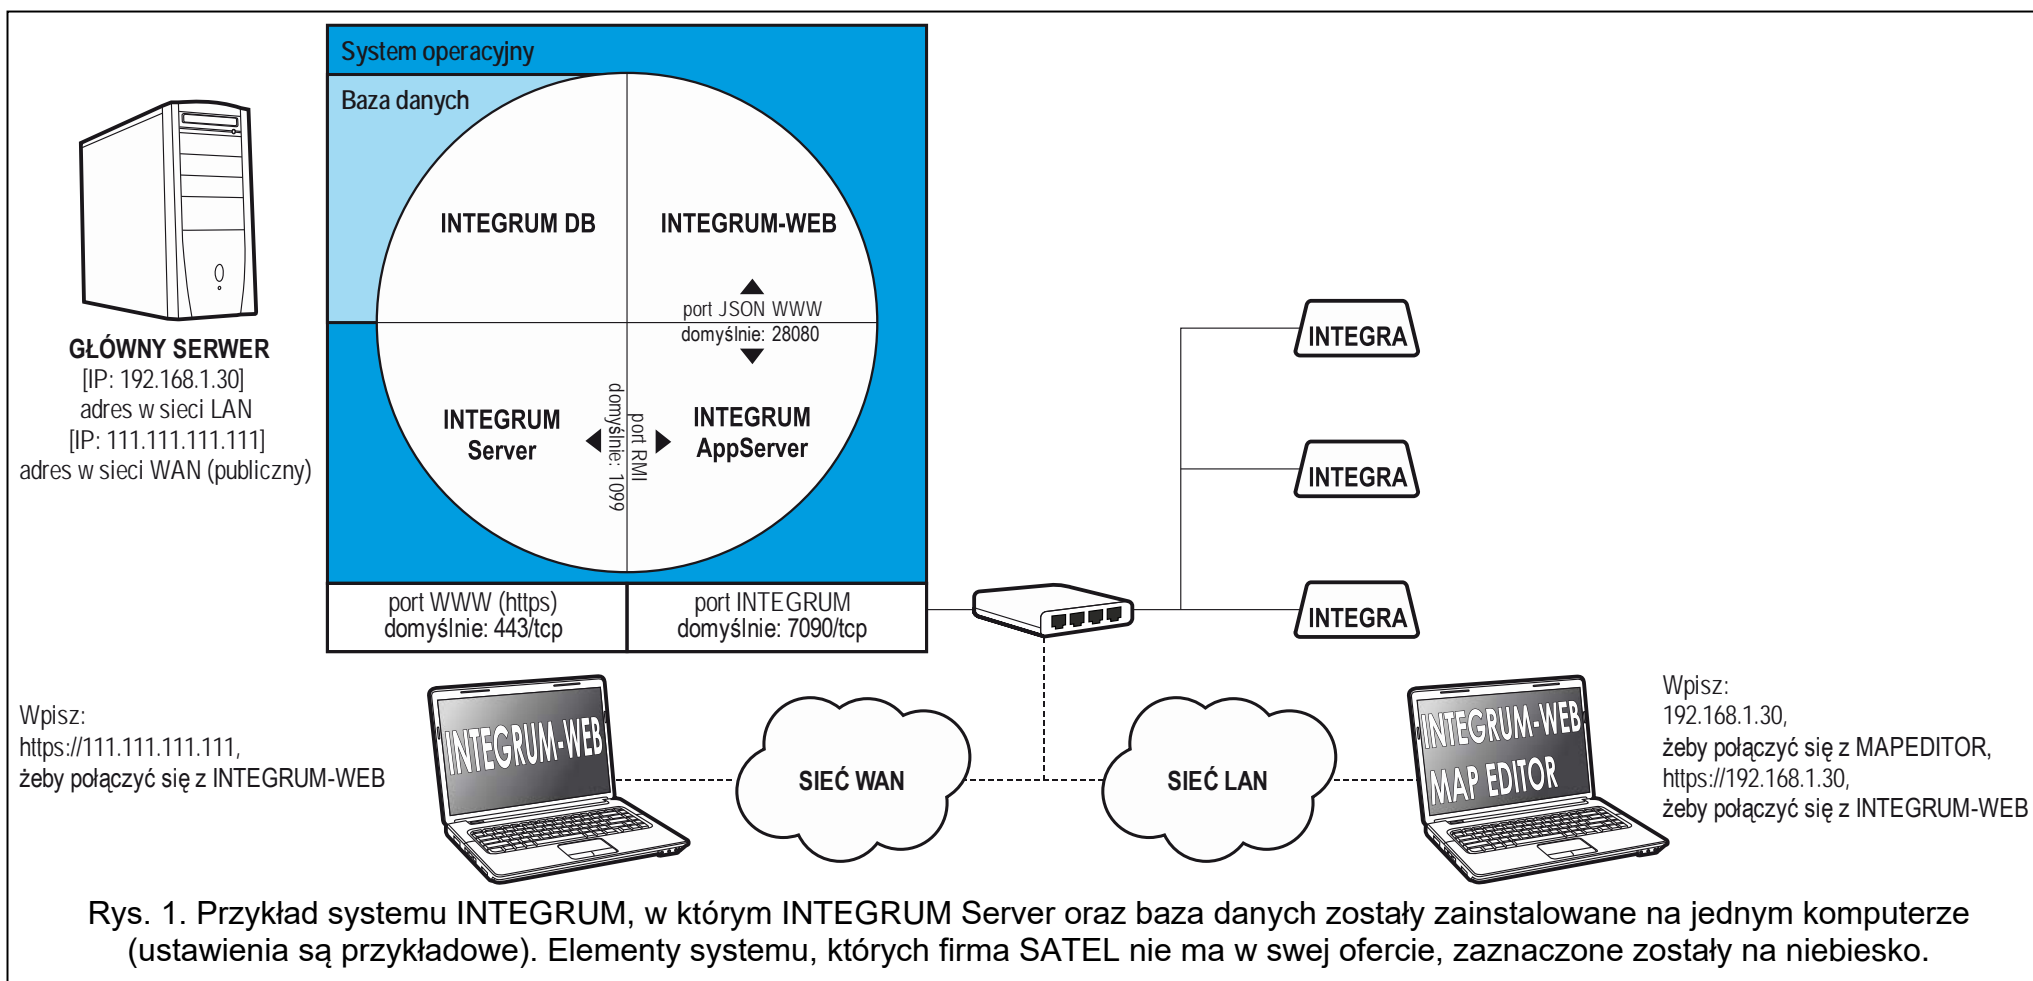 System operacyjny
Baza danych
INTEGRUM DB
INTEGRUM-WEB
port JSON WWW
domyślnie: 28080
INTEGRUM
Server
port RMI
domyślnie: 1099
INTEGRUM
AppServer
port WWW (https)
domyślnie: 443/tcp
port INTEGRUM
domyślnie: 7090/tcp
GŁÓWNY SERWER
[IP: 192.168.1.30]
adres w sieci LAN
[IP: 111.111.111.111]
adres w sieci WAN (publiczny)
INTEGRA
INTEGRA
INTEGRA
Wpisz:
https://111.111.111.111,
żeby połączyć się z INTEGRUM-WEB
INTEGRUM-WEB
SIEĆ WAN
SIEĆ LAN
INTEGRUM-WEB
MAP EDITOR
Wpisz:
192.168.1.30,
żeby połączyć się z MAPEDITOR,
https://192.168.1.30,
żeby połączyć się z INTEGRUM-WEB
Rys. 1. Przykład systemu INTEGRUM, w którym INTEGRUM Server oraz baza danych zostały zainstalowane na jednym komputerze
(ustawienia są przykładowe). Elementy systemu, których firma SATEL nie ma w swej ofercie, zaznaczone zostały na niebiesko.